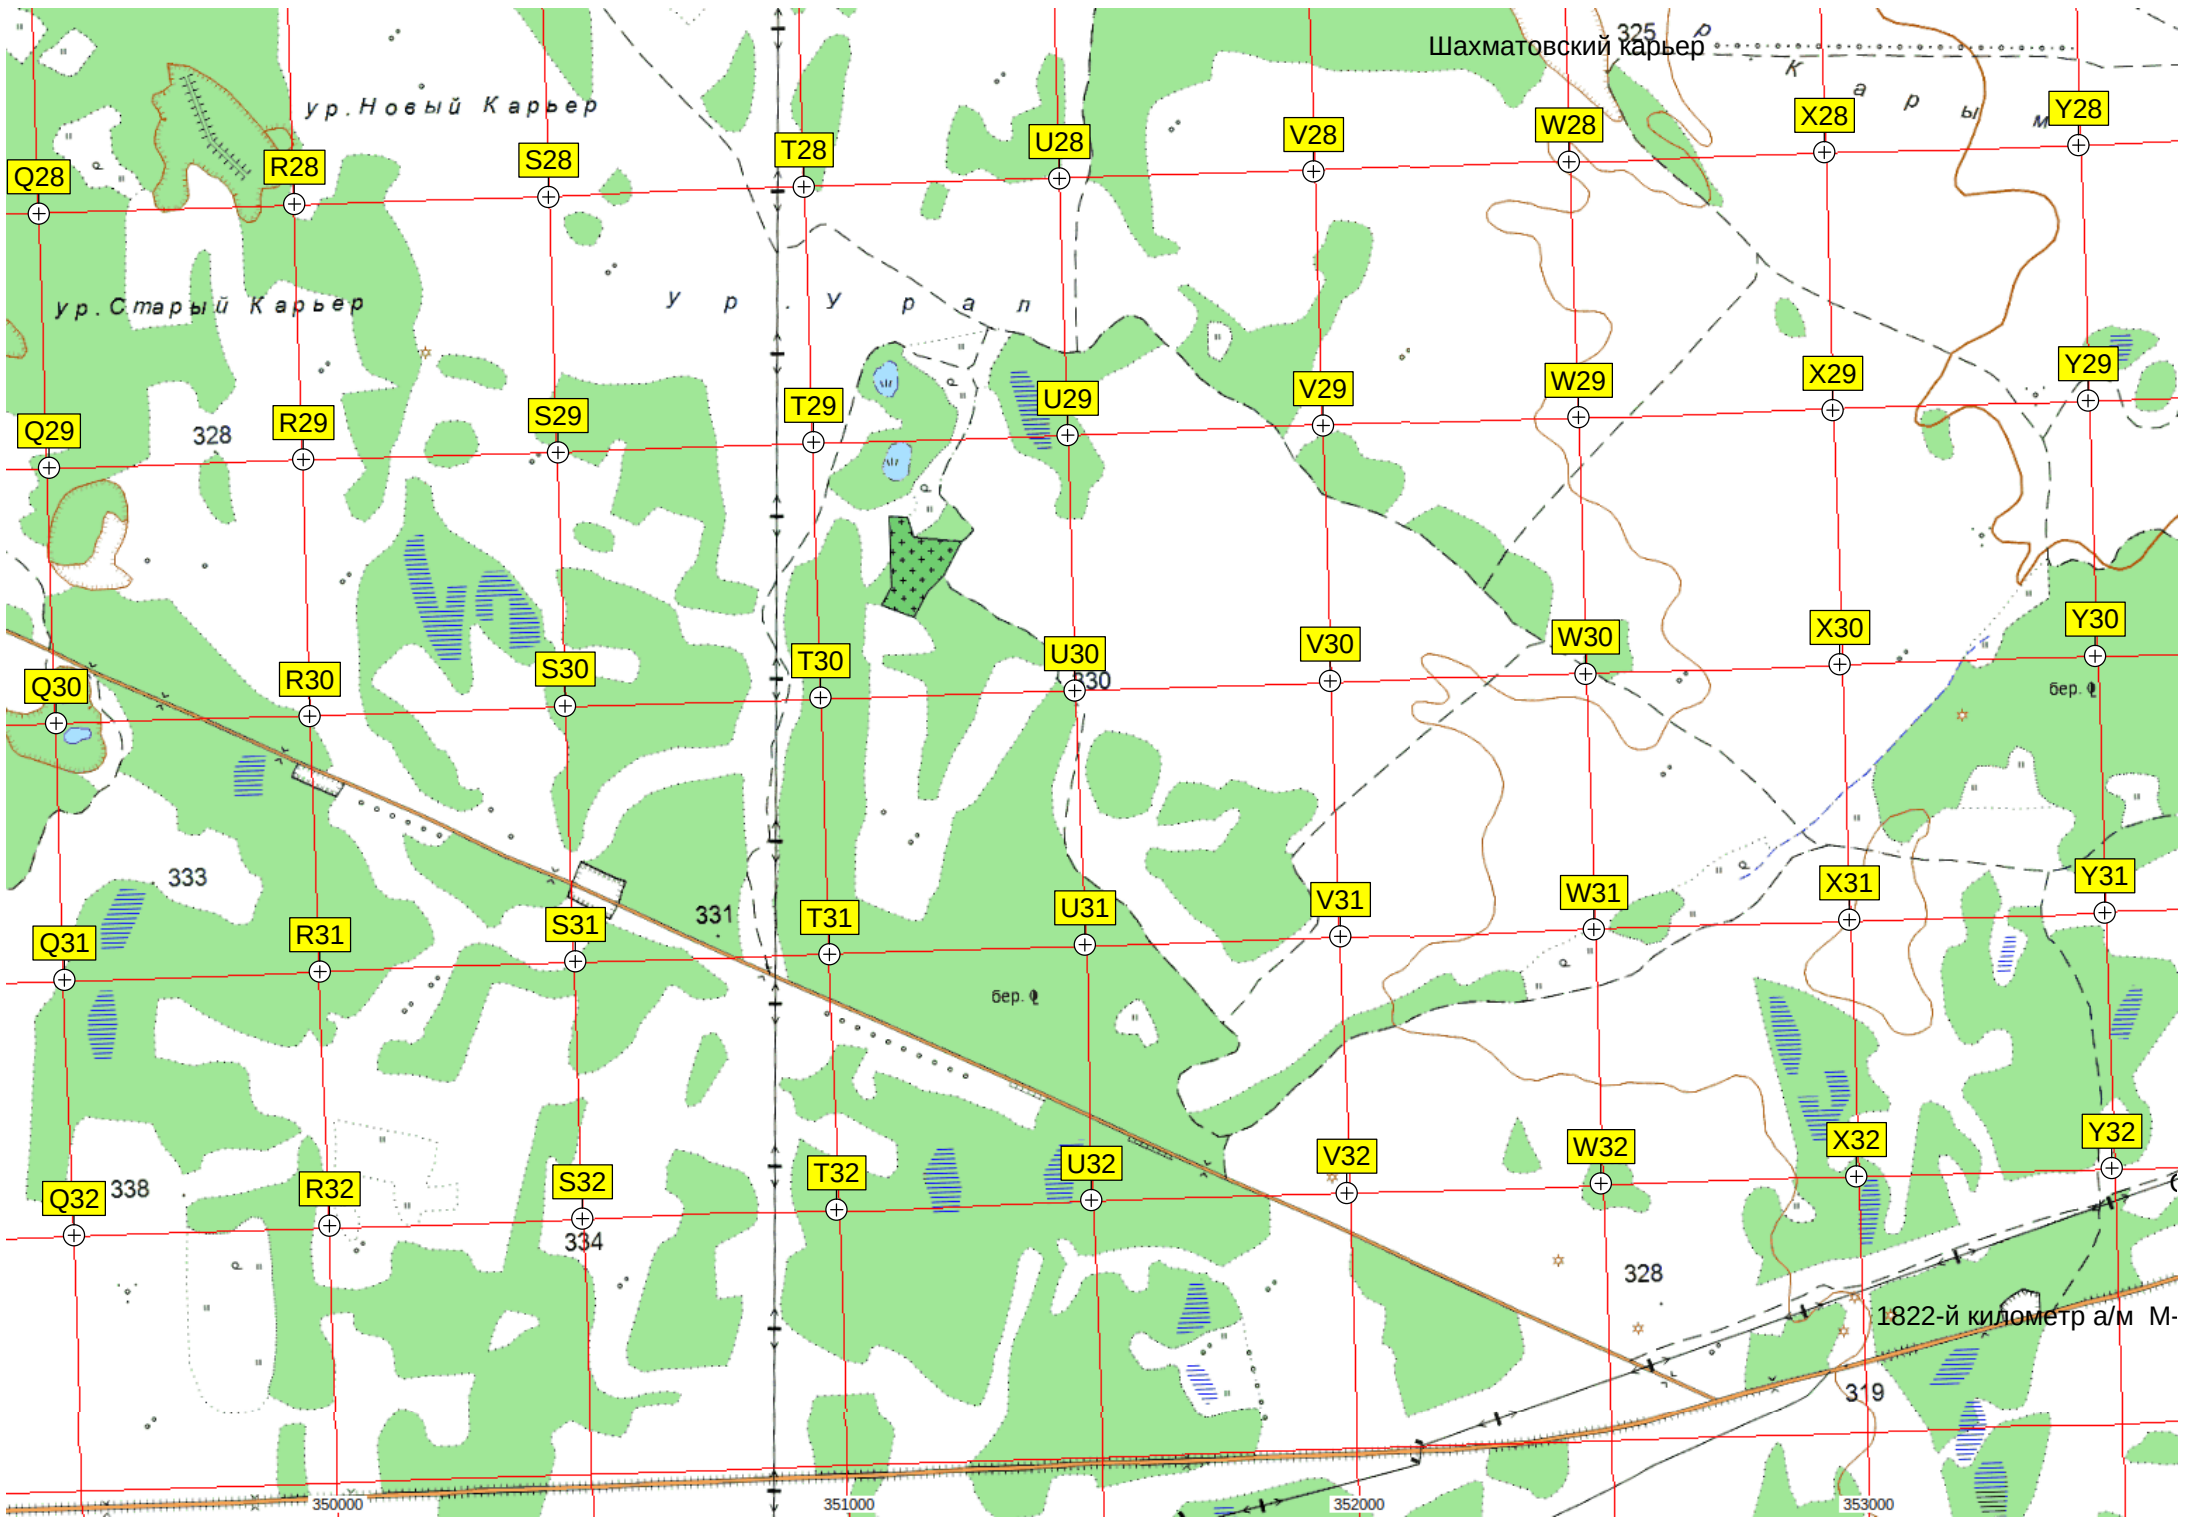 325 р
Шахматовский карьер
К а р ы м
ур.Новый Карьер
Q28 R28 S28 T28 U28 V28 W28 X28 Y28
ур.Старый Карьер
ур.Урал
328
Q29 R29 S29 T29 U29 V29 W29 X29 Y29
Q30 R30 S30 T30 U30 V30 W30 X30 Y30
330
бер.
333
331
Q31 R31 S31 T31 U31 V31 W31 X31 Y31
бер.
338
Q32 R32 S32 T32 U32 V32 W32 X32 Y32
334
328
1822-й километр а/м М-
319
350000 351000 352000 353000